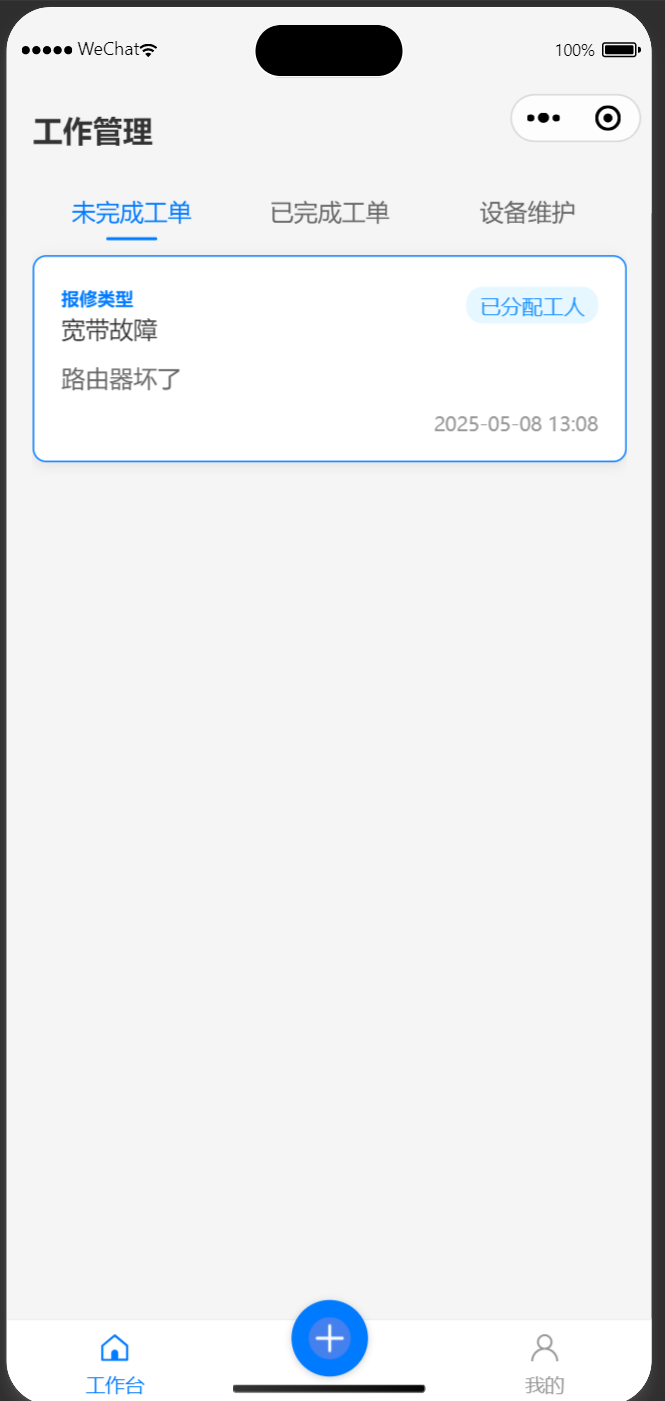 WeChat 100%
工作管理
未完成工单 已完成工单 设备维护
报修类型 已分配工人
宽带故障
路由器坏了
2025-05-08 13:08
工作台 我的